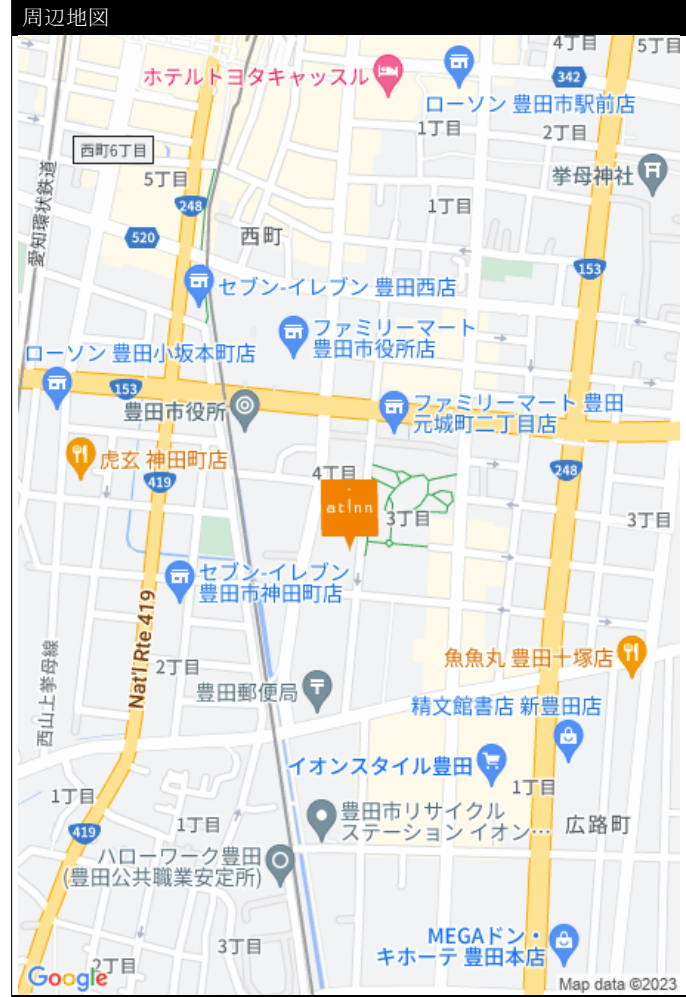 周辺地図
4丁目
5丁目
ホテルトヨタキャッスル
342
ローソン 豊田市駅前店
1丁目
2丁目
西町6丁目
愛知環状鉄道
5丁目
挙母神社
248
1丁目
520
西町
153
セブン-イレブン 豊田西店
ファミリーマート
豊田市役所店
ローソン 豊田小坂本町店
153
豊田市役所
ファミリーマート 豊田
元城町二丁目店
虎玄 神田町店
419
4丁目
248
atinn
3丁目
3丁目
セブン-イレブン
豊田市神田町店
Nat'l Rte 419
西山上挙母線
2丁目
魚魚丸 豊田十塚店
豊田郵便局
精文館書店 新豊田店
イオンスタイル豊田
1丁目
1丁目
419
1丁目
豊田市リサイクル
ステーション イオン…
広路町
ハローワーク豊田
(豊田公共職業安定所)
3丁目
MEGAドン・
キホーテ 豊田本店
2丁目
Google
Map data ©2023